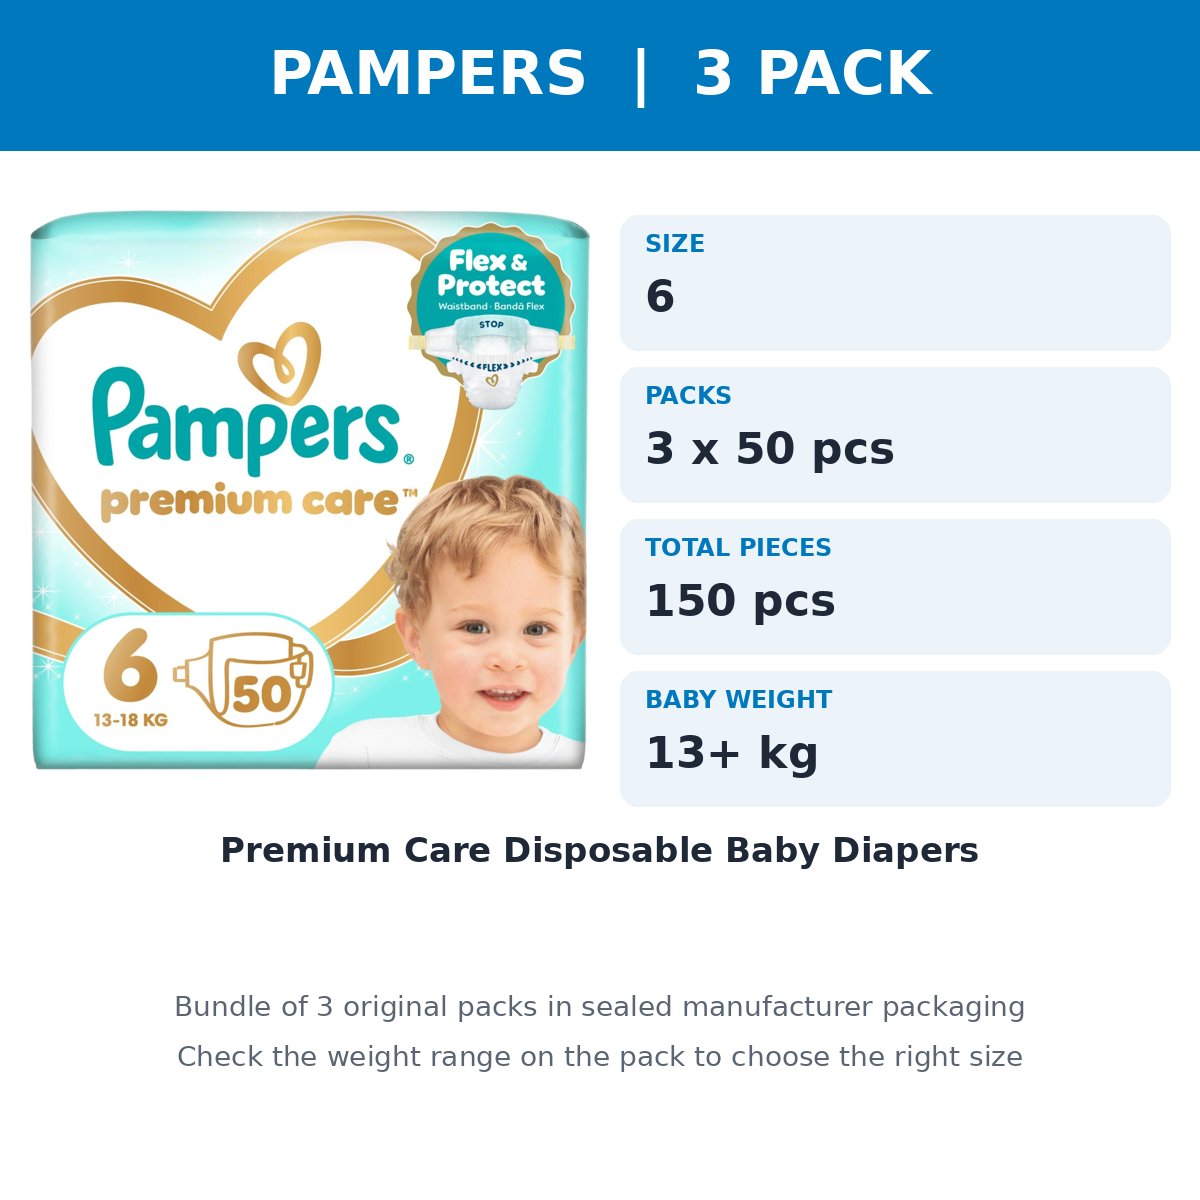 PAMPERS | 3 PACK
Flex &
Protect
Waistband · Bandă Flex
STOP
FLEX
Pampers®
premium care™
6
50
13-18 KG
SIZE
6
PACKS
3 x 50 pcs
TOTAL PIECES
150 pcs
BABY WEIGHT
13+ kg
Premium Care Disposable Baby Diapers
Bundle of 3 original packs in sealed manufacturer packaging
Check the weight range on the pack to choose the right size